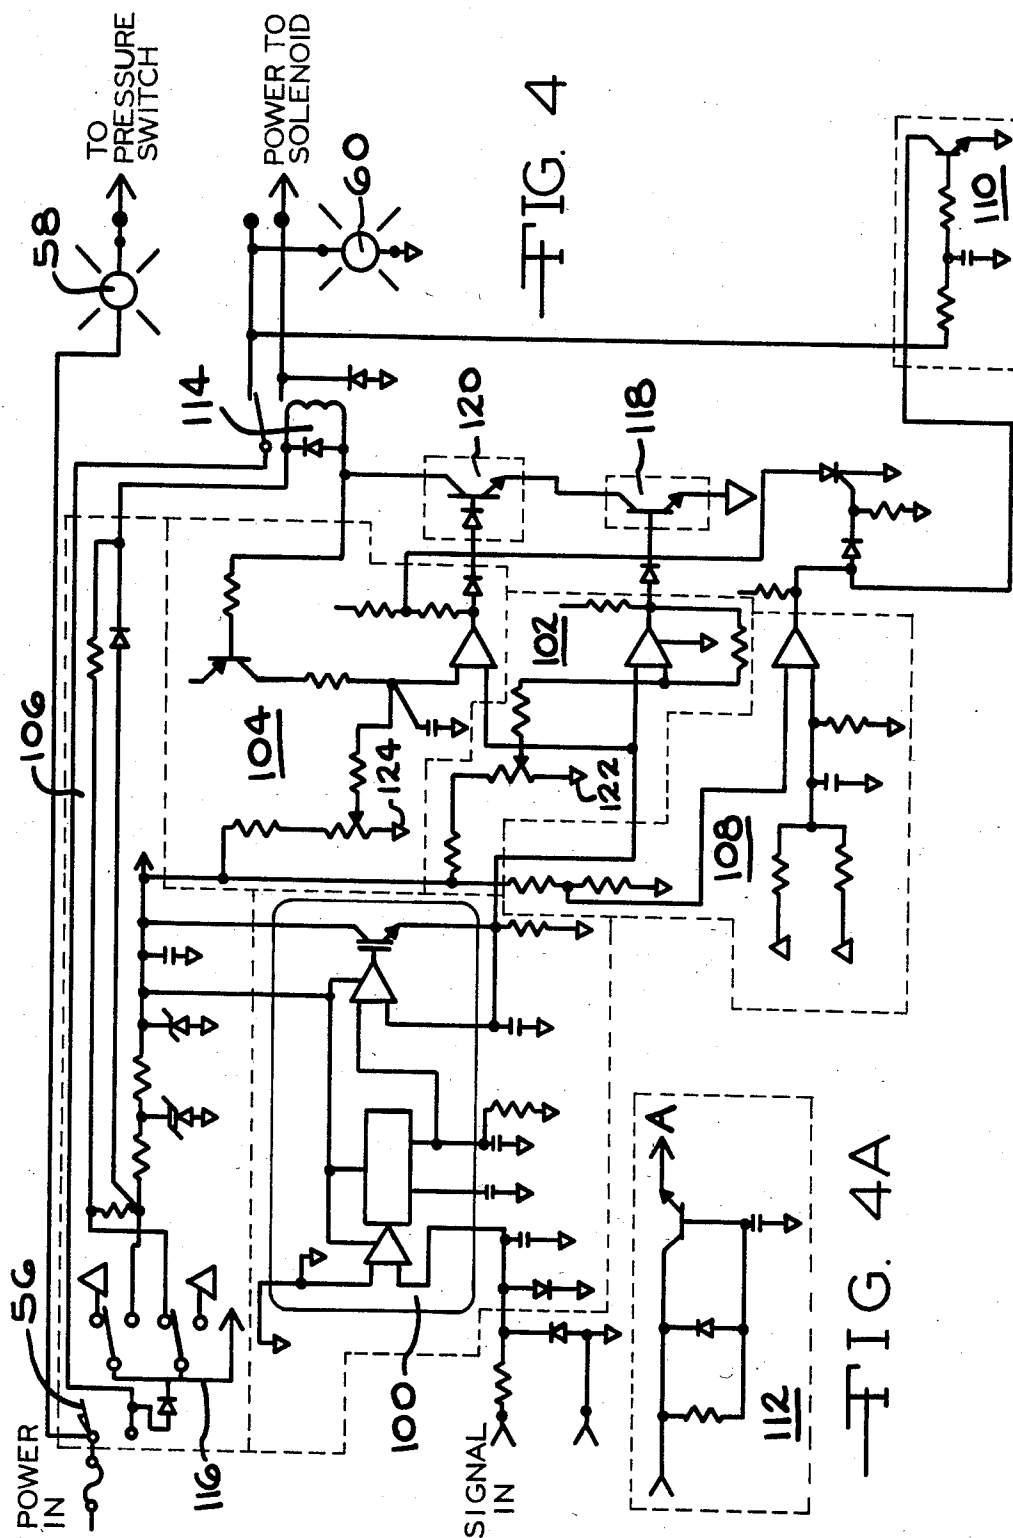 POWER
IN
56
116
SIGNAL
IN
100
106
104
124
122
102
108
58
TO
PRESSURE
SWITCH
POWER TO
SOLENOID
60
114
120
118
110
FIG. 4
112
A
FIG. 4A